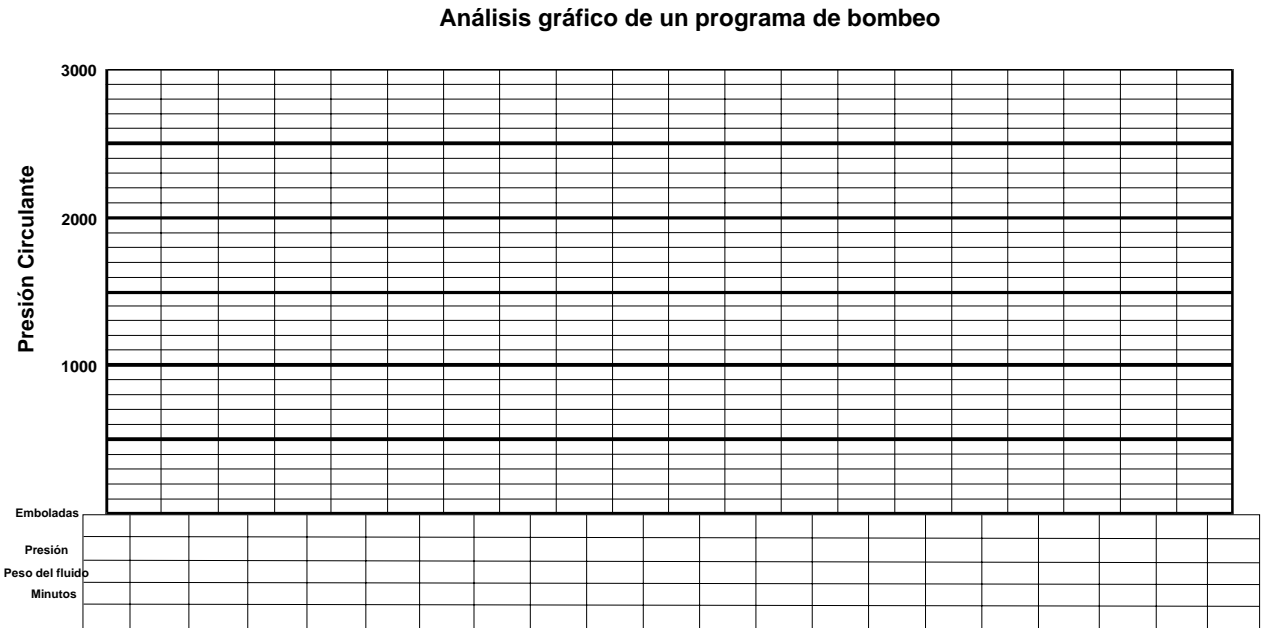 Análisis gráfico de un programa de bombeo
3000
2000
1000
Presión Circulante
Emboladas
Presión
Peso del fluido
Minutos